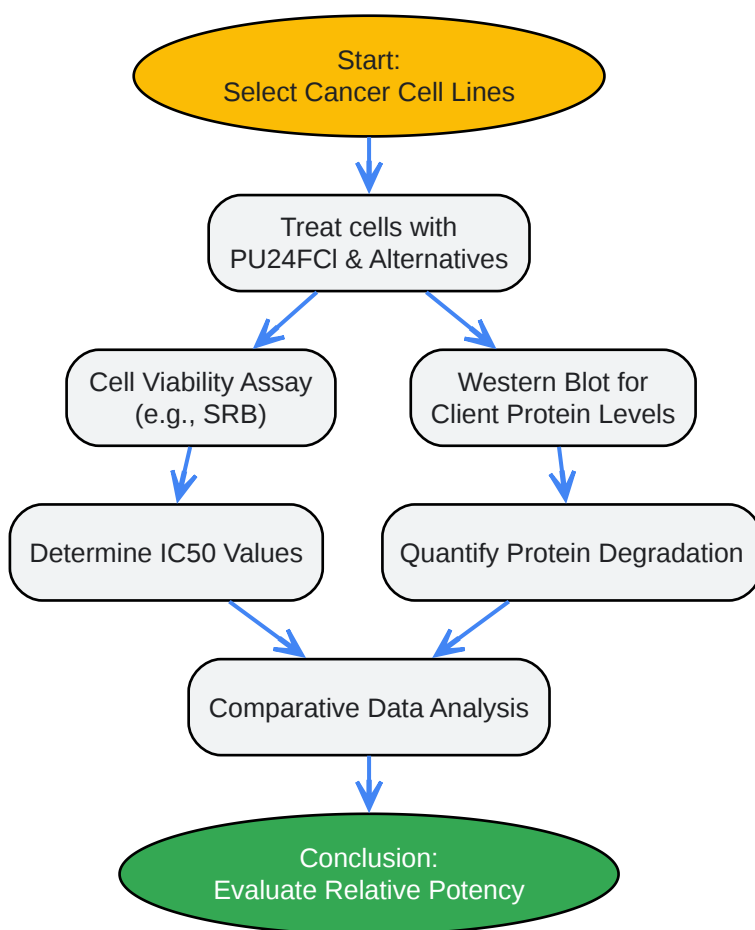 Start:
Select Cancer Cell Lines
Treat cells with
PU24FCl & Alternatives
Cell Viability Assay
(e.g., SRB)
Western Blot for
Client Protein Levels
Determine IC50 Values
Quantify Protein Degradation
Comparative Data Analysis
Conclusion:
Evaluate Relative Potency